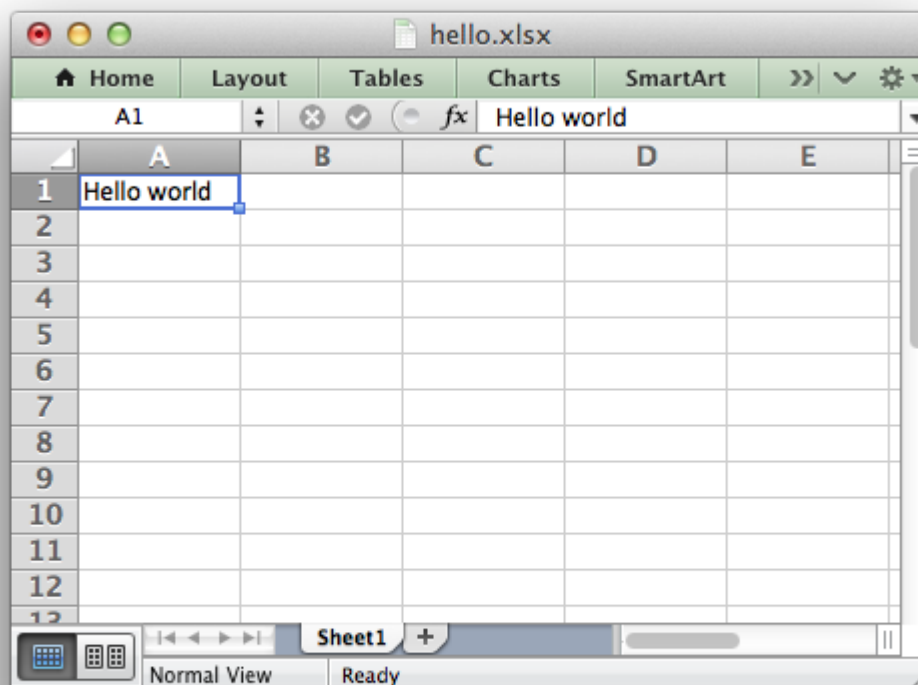 hello.xlsx
Home Layout Tables Charts SmartArt
A1 fx Hello world
A B C D E
1 Hello world
2
3
4
5
6
7
8
9
10
11
12
13
Sheet1 +
Normal View Ready